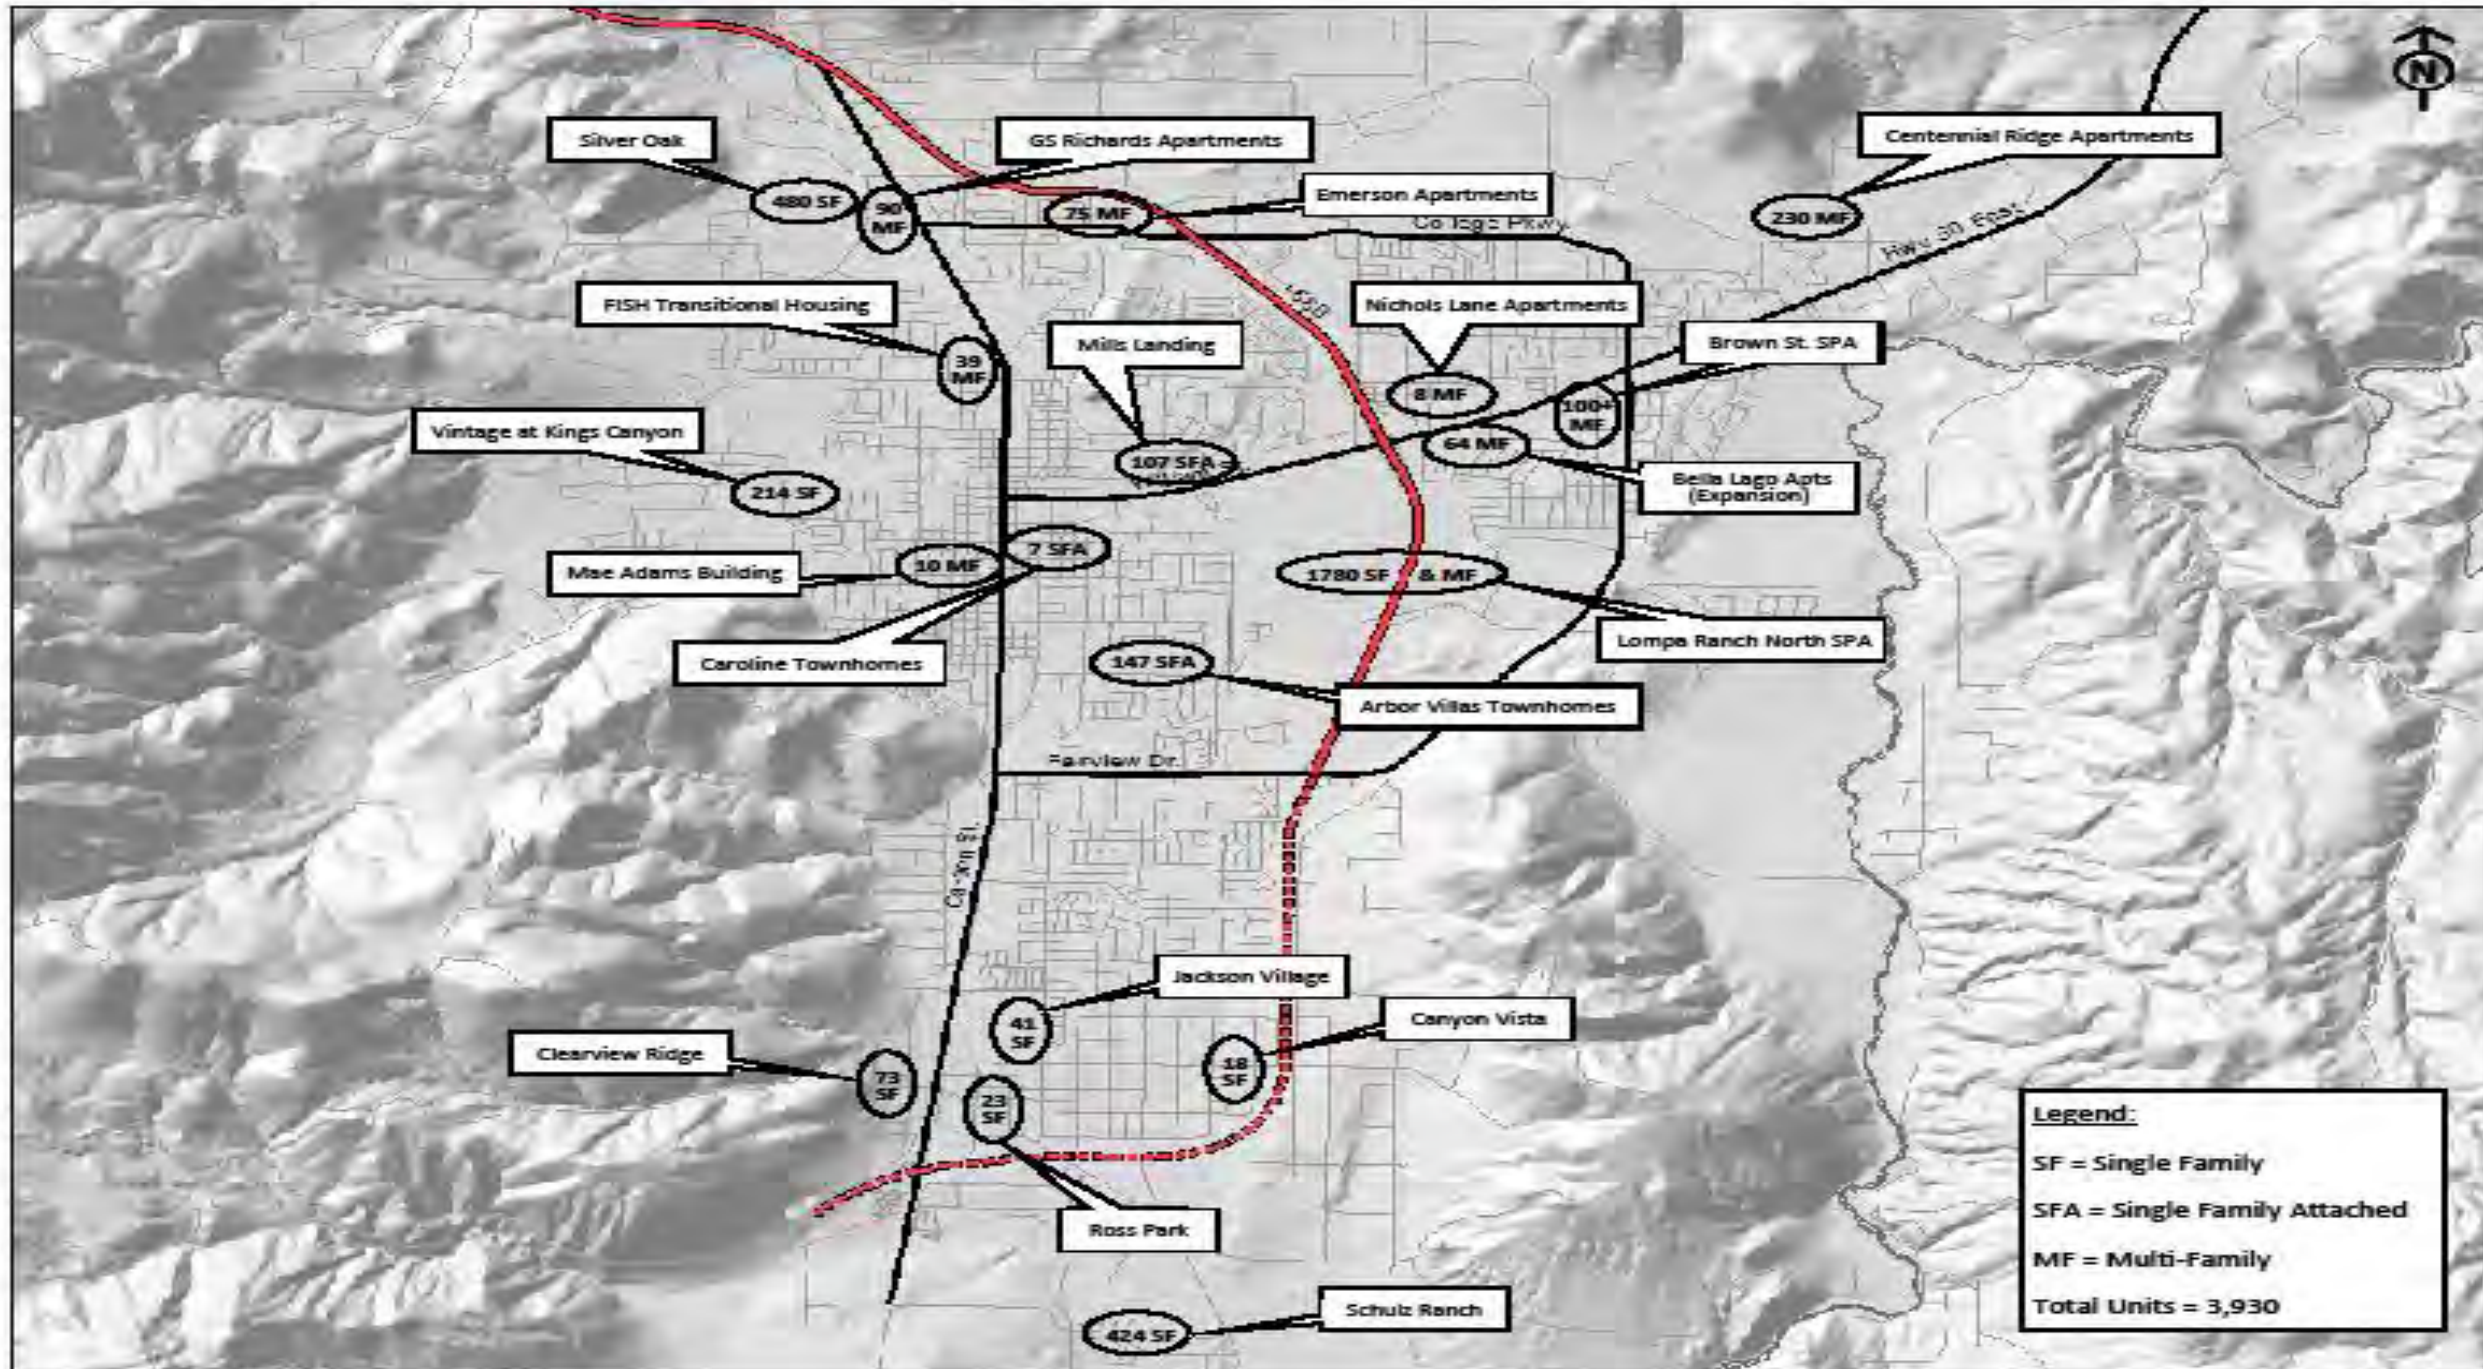 Silver Oak
GS Richards Apartments
Centennial Ridge Apartments
480 SF
90
MF
75 MF
Emerson Apartments
230 MF
College Pkwy.
Hwy 50 East
FISH Transitional Housing
Nichols Lane Apartments
Mills Landing
Brown St. SPA
39
MF
8 MF
100+
MF
Vintage at Kings Canyon
107 SFA
64 MF
214 SF
Bella Lago Apts
(Expansion)
Mae Adams Building
10 MF
7 SFA
1780 SF & MF
Caroline Townhomes
147 SFA
Lompa Ranch North SPA
Arbor Villas Townhomes
Fairview Dr.
Carson St.
Jackson Village
41
SF
Canyon Vista
Clearview Ridge
73
SF
23
SF
18
SF
Ross Park
424 SF
Schulz Ranch
N
Legend:
SF = Single Family
SFA = Single Family Attached
MF = Multi-Family
Total Units = 3,930